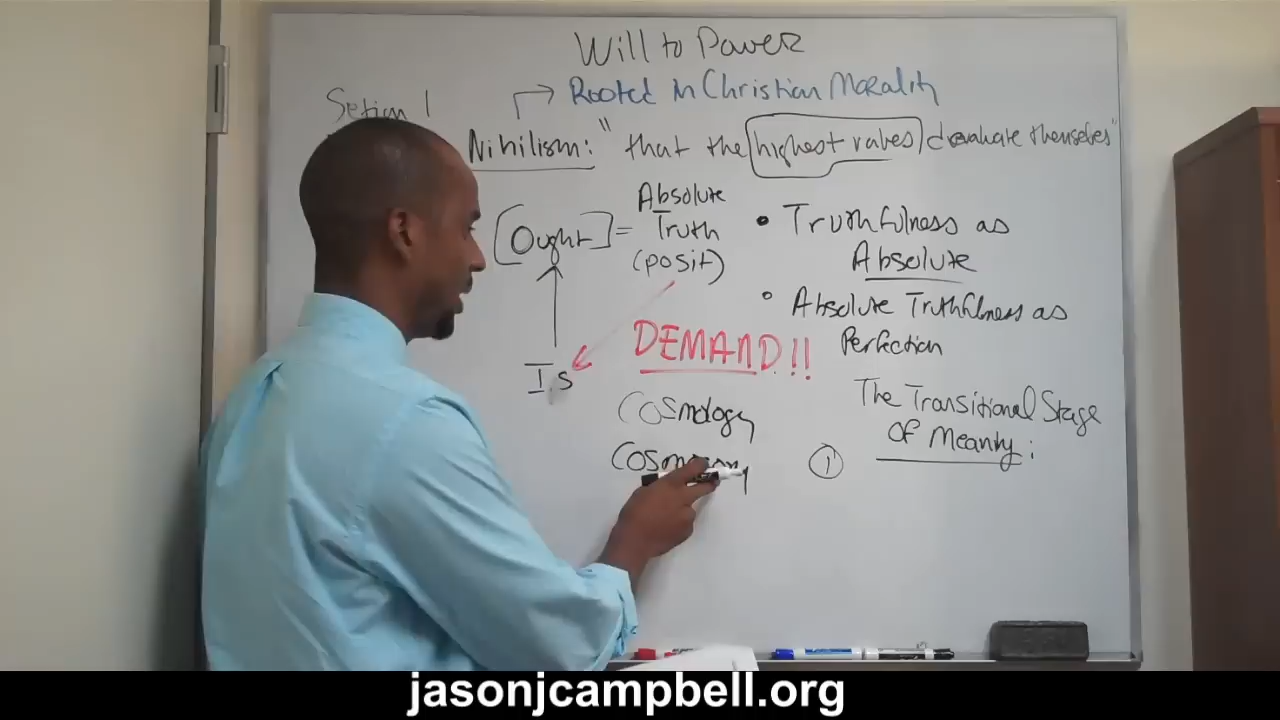 Will to Power
Rooted in Christian Morality
Section 1
Nihilism: "that the highest values devaluate themselves"
[Ought] = Absolute Truth (posit)
Is
DEMAND!!
Cosmology
• Truthfulness as
Absolute
• Absolute Truthfulness as
Perfection
The Transitional Stage
Of Meaning:
1
jasonjcampbell.org